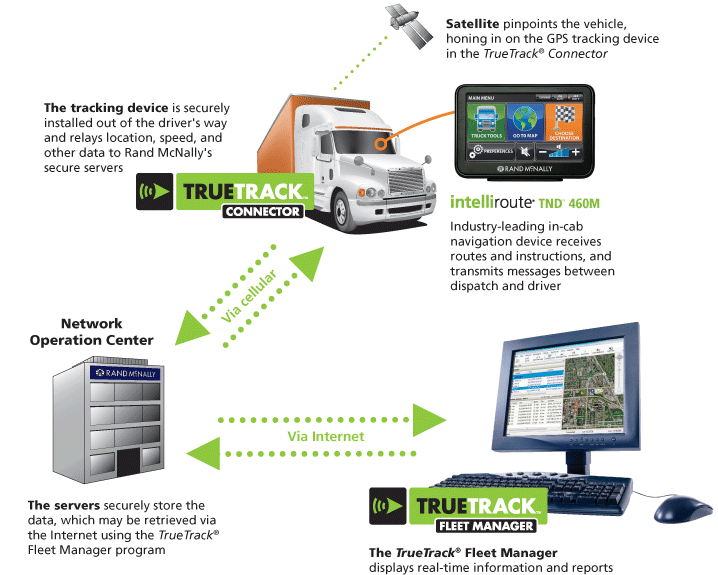 Satellite pinpoints the vehicle,
honing in on the GPS tracking device
in the TrueTrack® Connector
The tracking device is securely
installed out of the driver's way
and relays location, speed, and
other data to Rand McNally's
secure servers
MAIN MENU
TRUCK TOOLS
GO TO MAP
CHOOSE
DESTINATION
PREFERENCES
RAND MCNALLY
TRUETRACK™
CONNECTOR
intelliroute® TND™ 460M
Industry-leading in-cab
navigation device receives
routes and instructions, and
transmits messages between
dispatch and driver
Via cellular
Network
Operation Center
RAND MCNALLY
Via Internet
The servers securely store the
data, which may be retrieved via
the Internet using the TrueTrack®
Fleet Manager program
TRUETRACK™
FLEET MANAGER
The TrueTrack® Fleet Manager
displays real-time information and reports